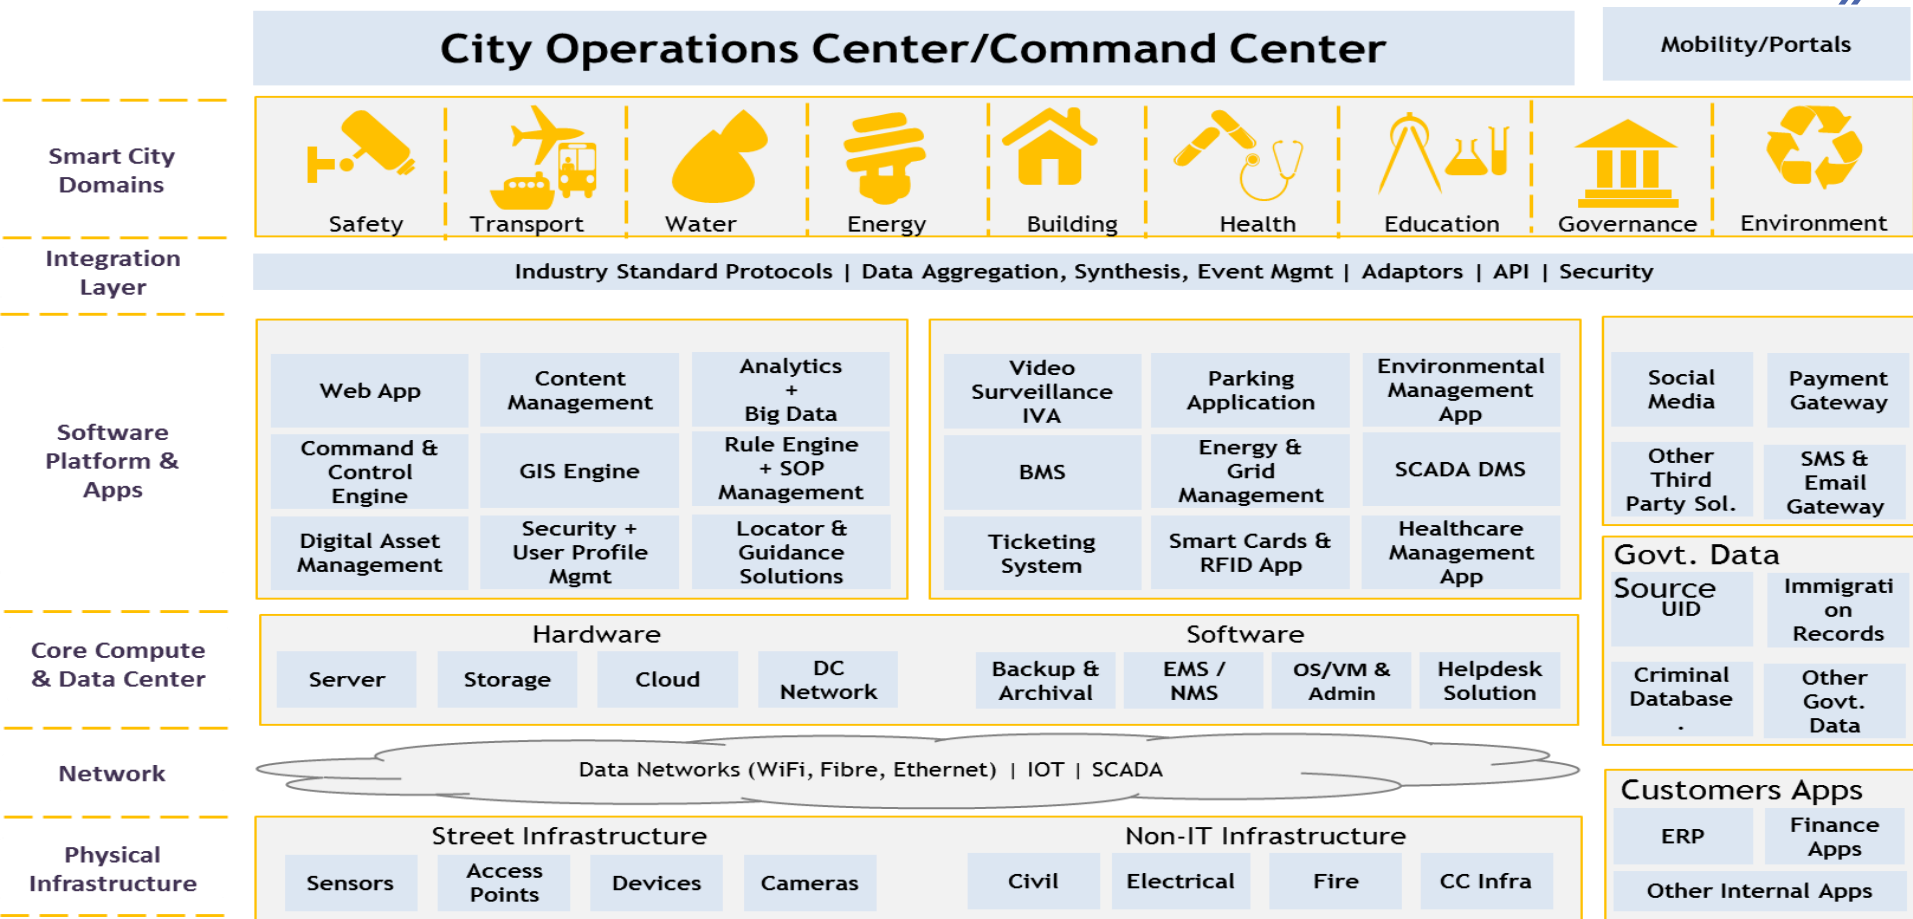 City Operations Center/Command Center
Mobility/Portals
Smart City
Domains
Safety
Transport
Water
Energy
Building
Health
Education
Governance
Environment
Integration
Layer
Industry Standard Protocols | Data Aggregation, Synthesis, Event Mgmt | Adaptors | API | Security
Software
Platform &
Apps
Web App
Content
Management
Analytics
+
Big Data
Command &
Control
Engine
GIS Engine
Rule Engine
+ SOP
Management
Digital Asset
Management
Security +
User Profile
Mgmt
Locator &
Guidance
Solutions
Video
Surveillance
IVA
Parking
Application
Environmental
Management
App
BMS
Energy &
Grid
Management
SCADA DMS
Ticketing
System
Smart Cards &
RFID App
Healthcare
Management
App
Social
Media
Payment
Gateway
Other
Third
Party Sol.
SMS &
Email
Gateway
Govt. Data
Source
UID
Immigrati
on
Records
Criminal
Database
.
Other
Govt.
Data
Core Compute
& Data Center
Hardware
Server
Storage
Cloud
DC
Network
Software
Backup &
Archival
EMS /
NMS
OS/VM &
Admin
Helpdesk
Solution
Network
Data Networks (WiFi, Fibre, Ethernet) | IOT | SCADA
Customers Apps
ERP
Finance
Apps
Other Internal Apps
Physical
Infrastructure
Street Infrastructure
Sensors
Access
Points
Devices
Cameras
Non-IT Infrastructure
Civil
Electrical
Fire
CC Infra